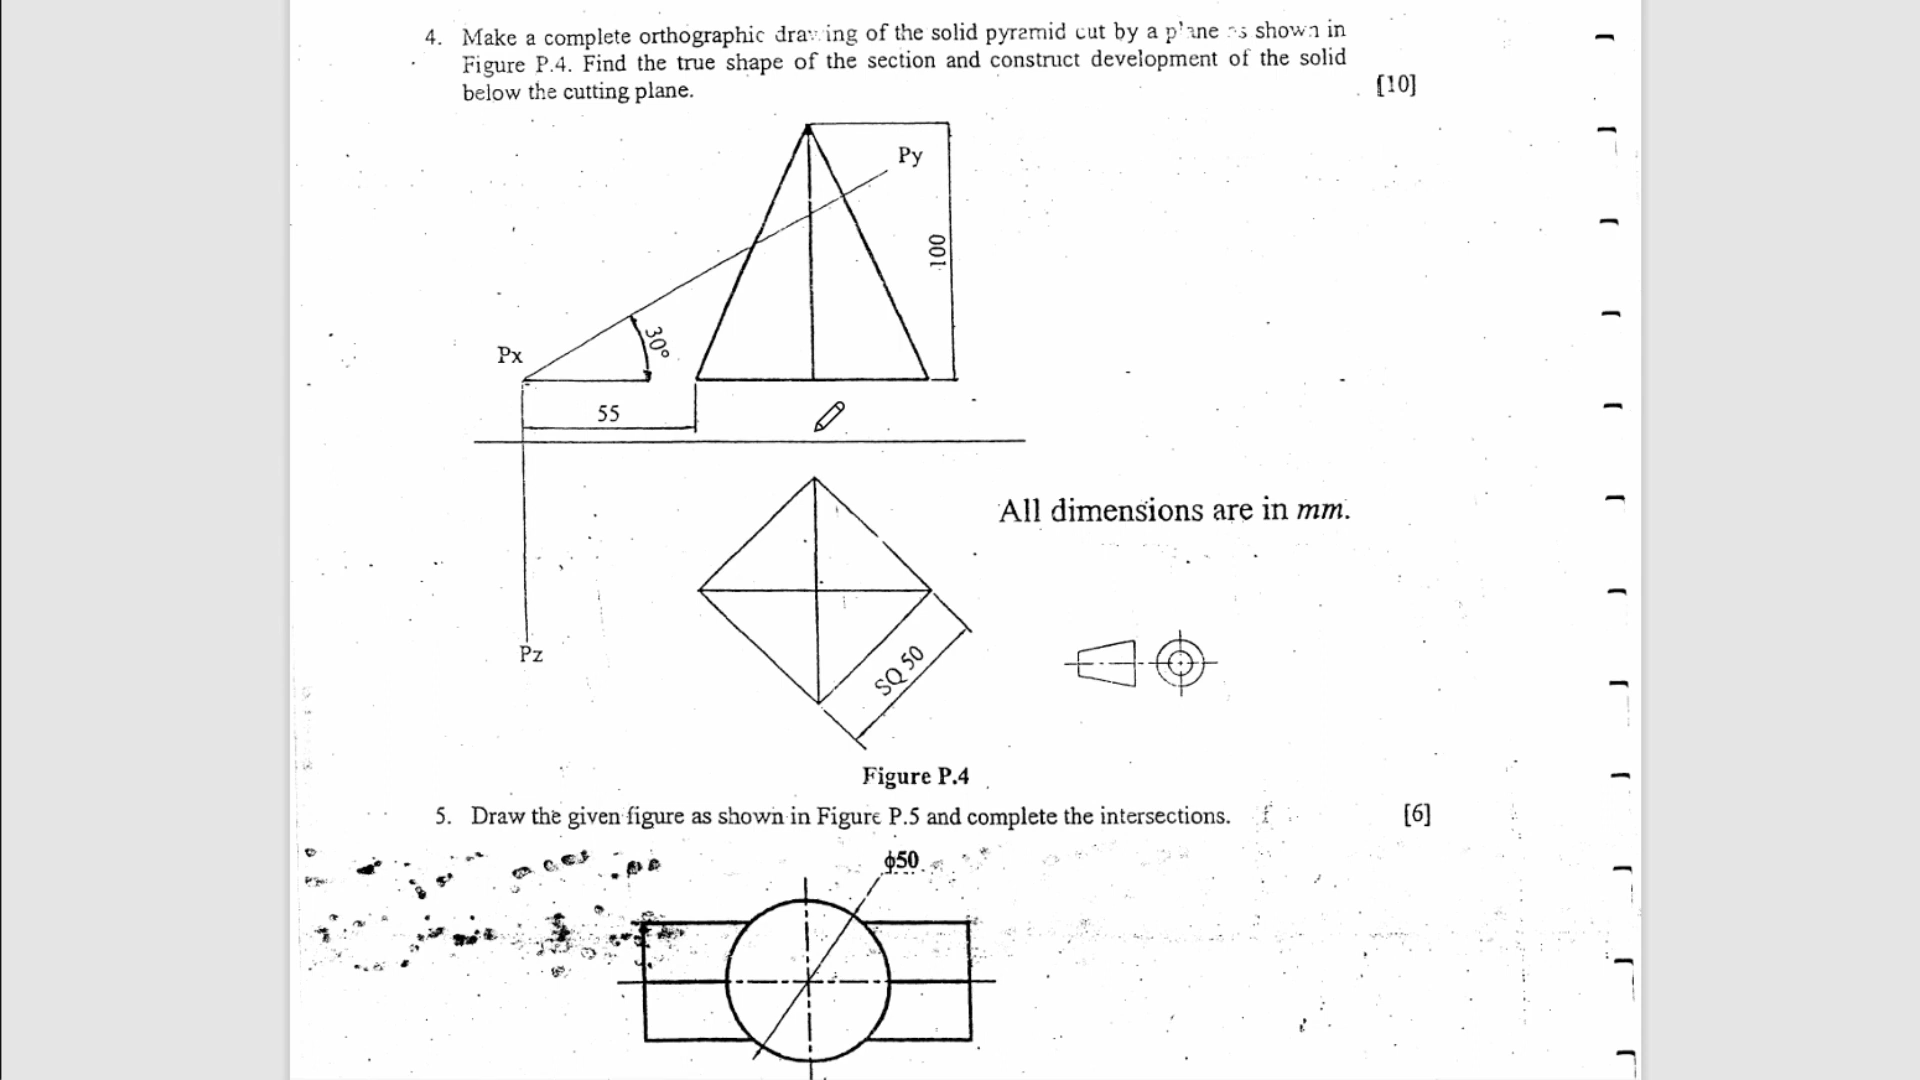 4. Make a complete orthographic drawing of the solid pyramid cut by a plane as shown in
Figure P.4. Find the true shape of the section and construct development of the solid
below the cutting plane.
[10]
Py
100
30°
Px
55
All dimensions are in mm.
SQ 50
Pz
Figure P.4
5. Draw the given figure as shown in Figure P.5 and complete the intersections.
[6]
ϕ50